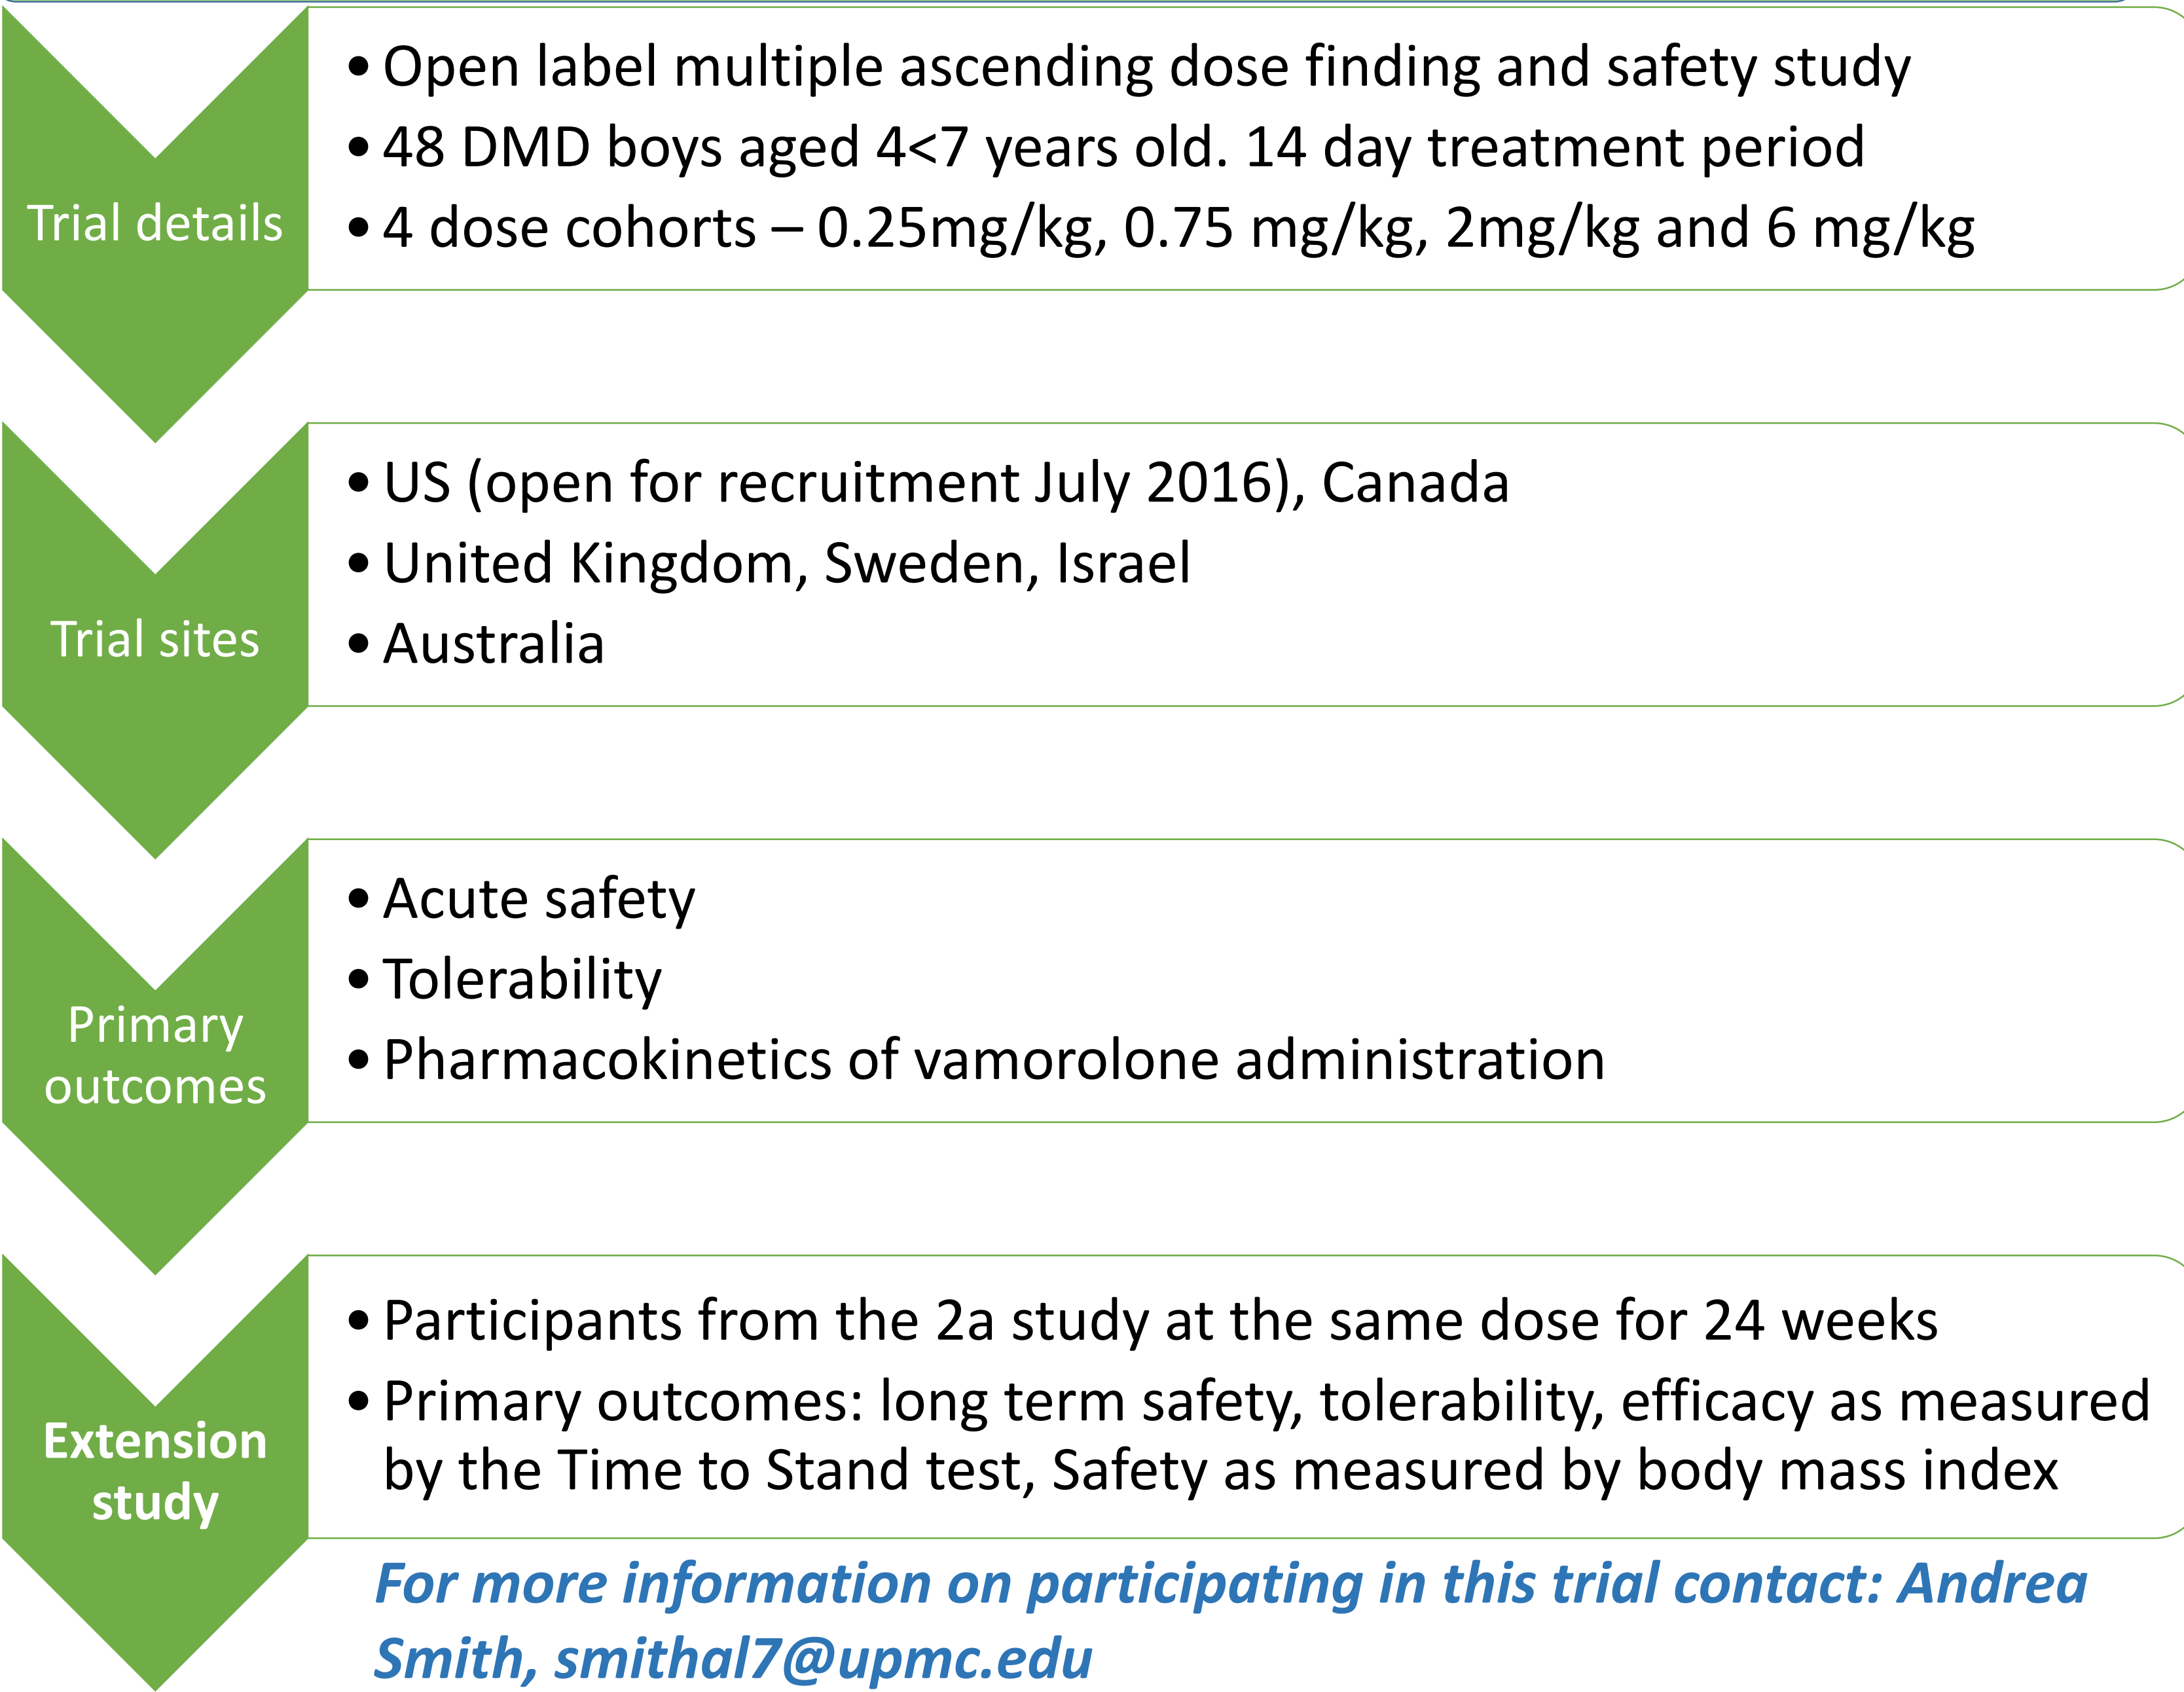 Trial details
• Open label multiple ascending dose finding and safety study
• 48 DMD boys aged 4<7 years old. 14 day treatment period
• 4 dose cohorts – 0.25mg/kg, 0.75 mg/kg, 2mg/kg and 6 mg/kg
Trial sites
• US (open for recruitment July 2016), Canada
• United Kingdom, Sweden, Israel
• Australia
Primary
outcomes
• Acute safety
• Tolerability
• Pharmacokinetics of vamorolone administration
Extension
study
• Participants from the 2a study at the same dose for 24 weeks
• Primary outcomes: long term safety, tolerability, efficacy as measured
by the Time to Stand test, Safety as measured by body mass index
For more information on participating in this trial contact: Andrea
Smith, smithal7@upmc.edu